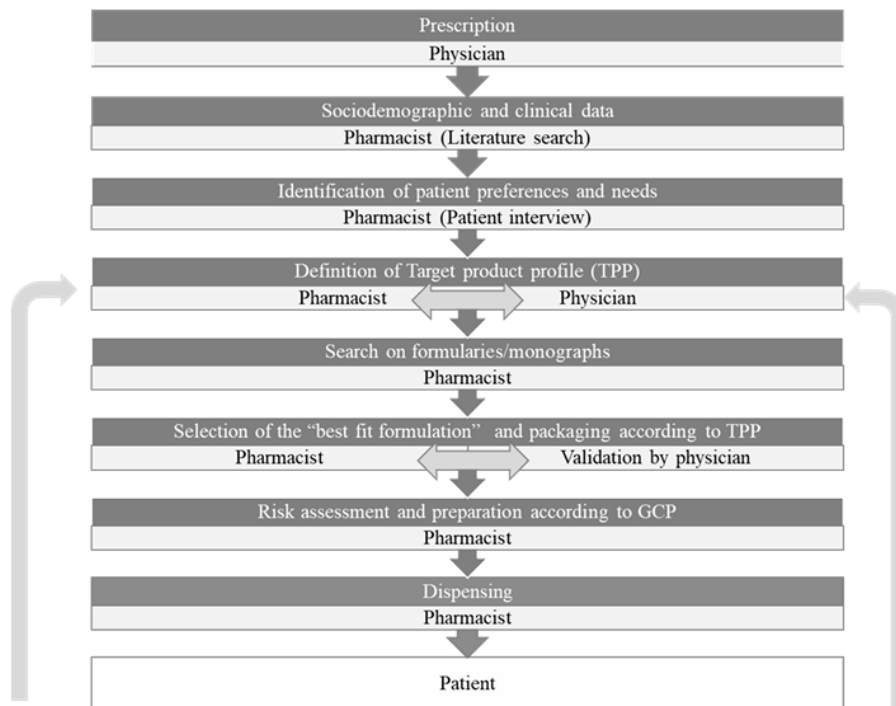 Prescription
Physician
Sociodemographic and clinical data
Pharmacist (Literature search)
Identification of patient preferences and needs
Pharmacist (Patient interview)
Definition of Target product profile (TPP)
Pharmacist Physician
Search on formularies/monographs
Pharmacist
Selection of the “best fit formulation” and packaging according to TPP
Pharmacist Validation by physician
Risk assessment and preparation according to GCP
Pharmacist
Dispensing
Pharmacist
Patient